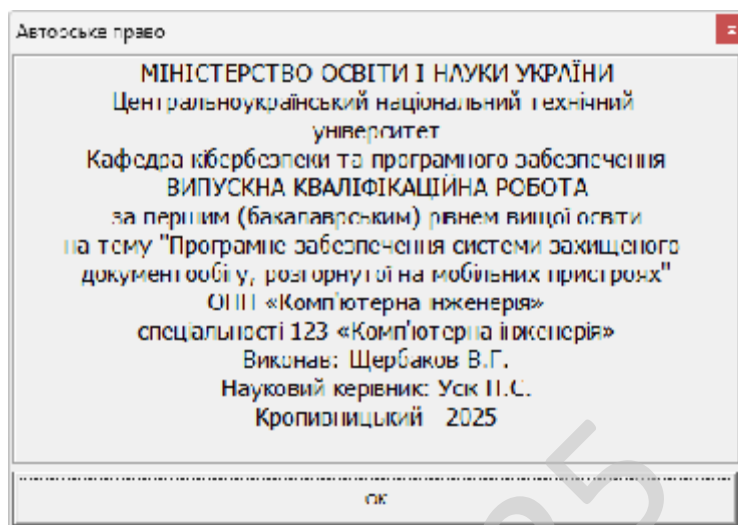 Авторське право
МІНІСТЕРСТВО ОСВІТИ І НАУКИ УКРАЇНИ
Центральноукраїнський національний технічний
університет
Кафедра кібербезпеки та програмного забезпечення
ВИПУСКНА КВАЛІФІКАЦІЙНА РОБОТА
за першим (бакалаврським) рівнем вищої освіти
на тему "Програмне забезпечення системи захищеного
документообігу, розгорнутої на мобільних пристроях"
ОПП «Комп'ютерна інженерія»
спеціальності 123 «Комп'ютерна інженерія»
Виконав: Щербаков В.Г.
Науковий керівник: Усік П.С.
Кропивницький 2025
ОК